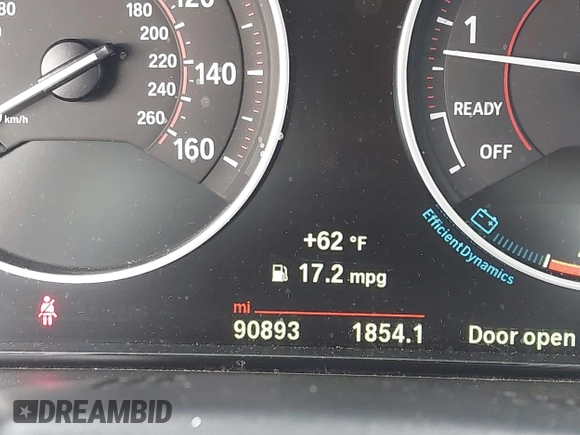 80
180
200
220
240
260
km/h
120
140
160
1
READY
OFF
EfficientDynamics
+62 °F
17.2 mpg
mi
90893 1854.1 Door open
DREAMBID